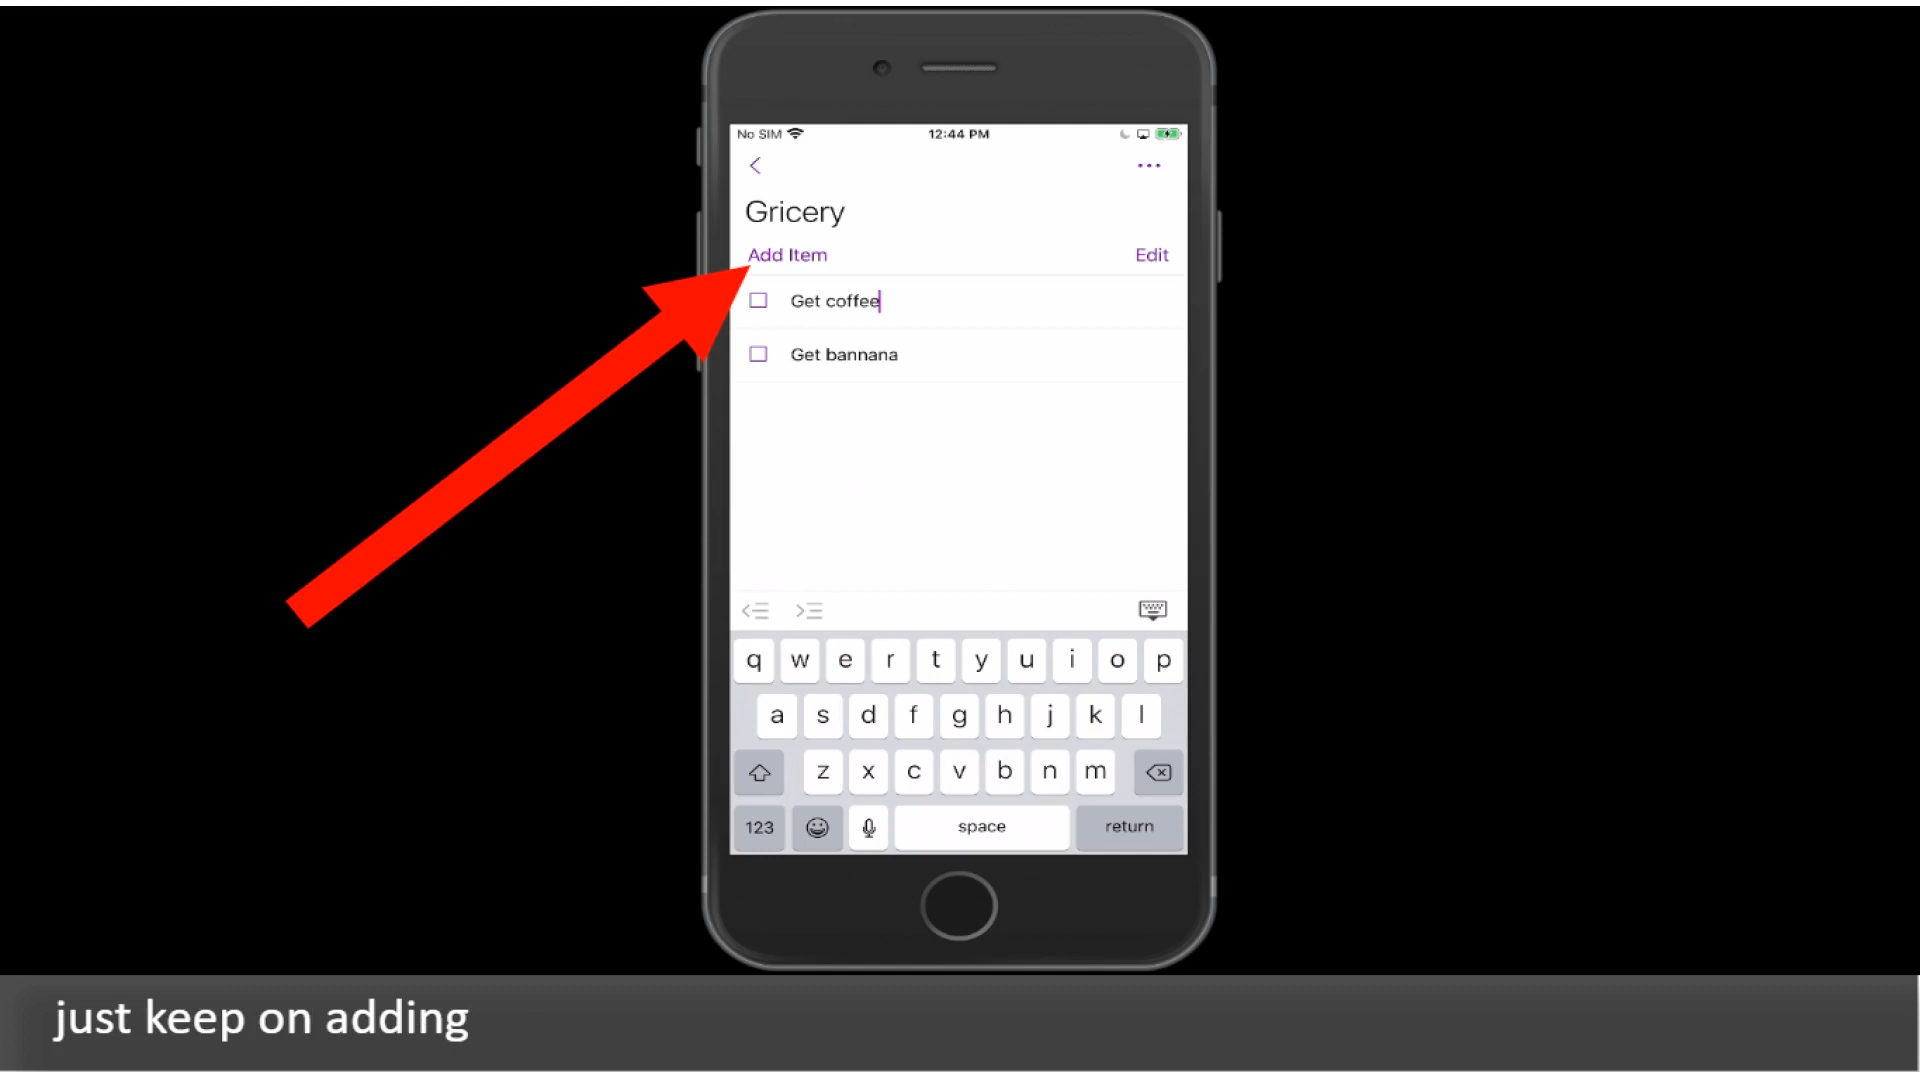 No SIM 12:44 PM
Gricery
Add Item Edit
Get coffee
Get bannana
q w e r t y u i o p
a s d f g h j k l
z x c v b n m
123 space return
just keep on adding